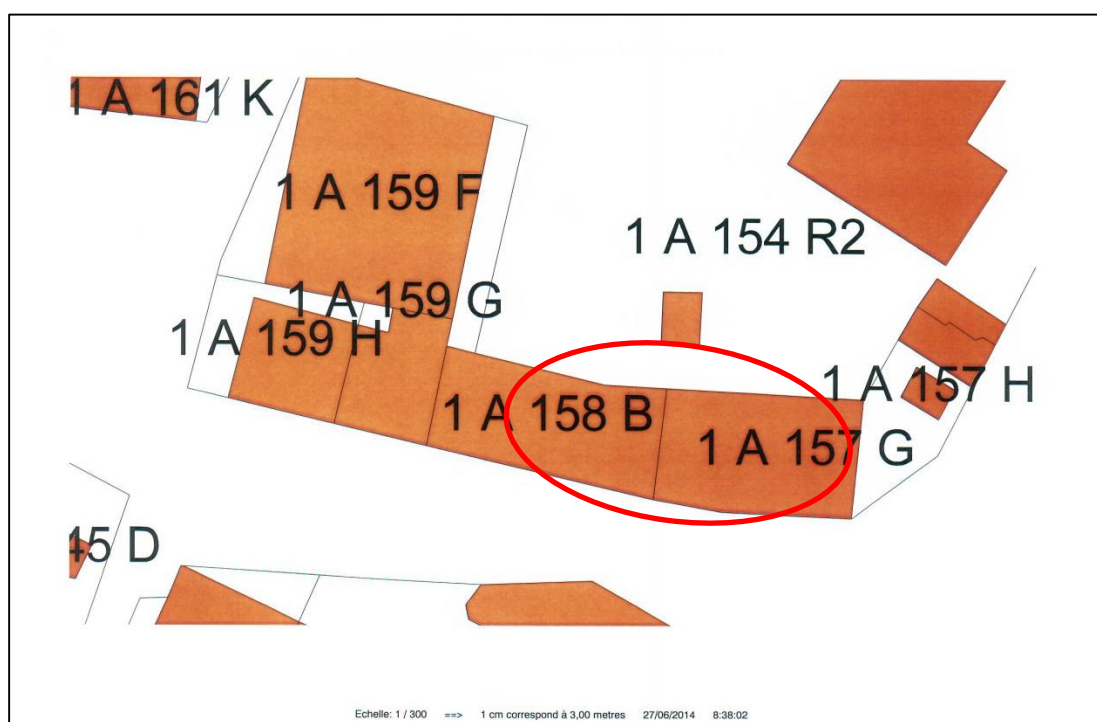 1 A 161 K
1 A 159 F
1 A 154 R2
1 A 159 G
1 A 159 H
1 A 157 H
1 A 158 B
1 A 157 G
45 D
Echelle: 1 / 300 ==> 1 cm correspond à 3,00 metres 27/06/2014 8:38:02